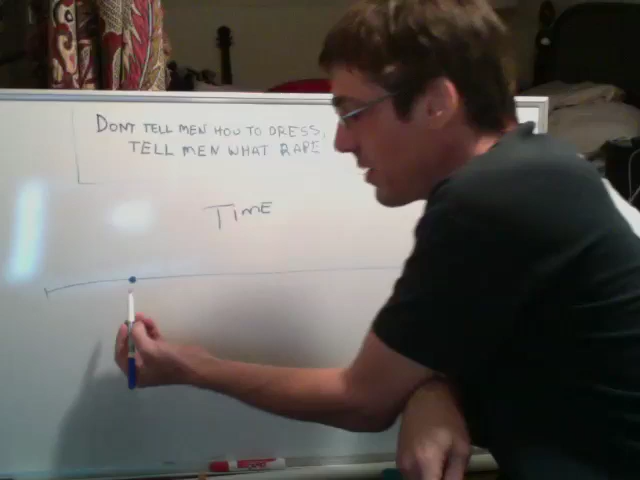 DONT TELL MEN HOW TO DRESS,
TELL MEN WHAT RAPE
TIME